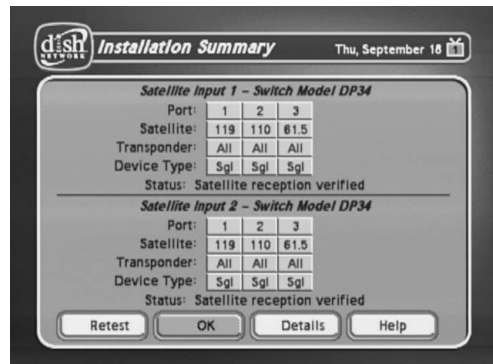 dish
NETWORK
Installation Summary
Thu, September 18
1
Satellite Input 1 – Switch Model DP34
Port: 1 2 3
Satellite: 119 110 61.5
Transponder: All All All
Device Type: Sgl Sgl Sgl
Status: Satellite reception verified
Satellite Input 2 – Switch Model DP34
Port: 1 2 3
Satellite: 119 110 61.5
Transponder: All All All
Device Type: Sgl Sgl Sgl
Status: Satellite reception verified
Retest OK Details Help